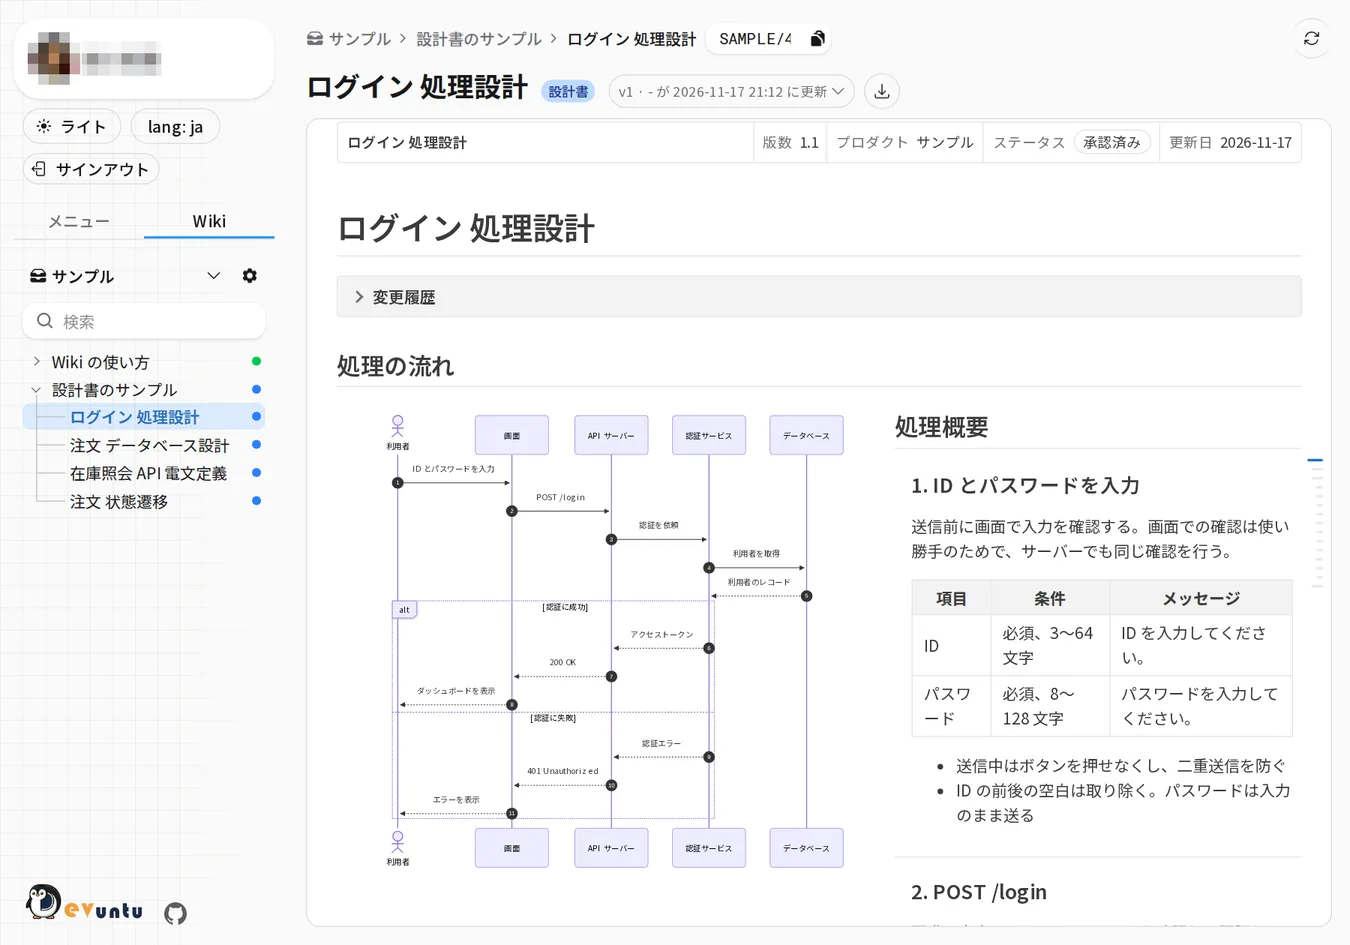 サンプル > 設計書のサンプル > ログイン 処理設計 SAMPLE/4
ログイン 処理設計 設計書 v1 · - が 2026-11-17 21:12 に更新
ライト lang: ja
サインアウト
メニュー Wiki
サンプル
検索
Wiki の使い方
設計書のサンプル
ログイン 処理設計
注文 データベース設計
在庫照会 API 電文定義
注文 状態遷移
evuntu
ログイン 処理設計 版数 1.1 プロダクト サンプル ステータス 承認済み 更新日 2026-11-17
ログイン 処理設計
変更履歴
処理の流れ
利用者 画面 API サーバー 認証サービス データベース
1 ID とパスワードを入力
2 POST /login
3 認証を依頼
4 利用者を取得
5 利用者のレコード
alt [認証に成功]
6 アクセストークン
7 200 OK
8 ダッシュボードを表示
[認証に失敗]
9 認証エラー
10 401 Unauthorized
11 エラーを表示
利用者 画面 API サーバー 認証サービス データベース
処理概要
1. ID とパスワードを入力
送信前に画面で入力を確認する。画面での確認は使い
勝手のためで、サーバーでも同じ確認を行う。
項目 条件 メッセージ
ID 必須、3〜64 文字 ID を入力してください。
パスワード 必須、8〜128 文字 パスワードを入力してください。
• 送信中はボタンを押せなくし、二重送信を防ぐ
• ID の前後の空白は取り除く。パスワードは入力
のまま送る
2. POST /login